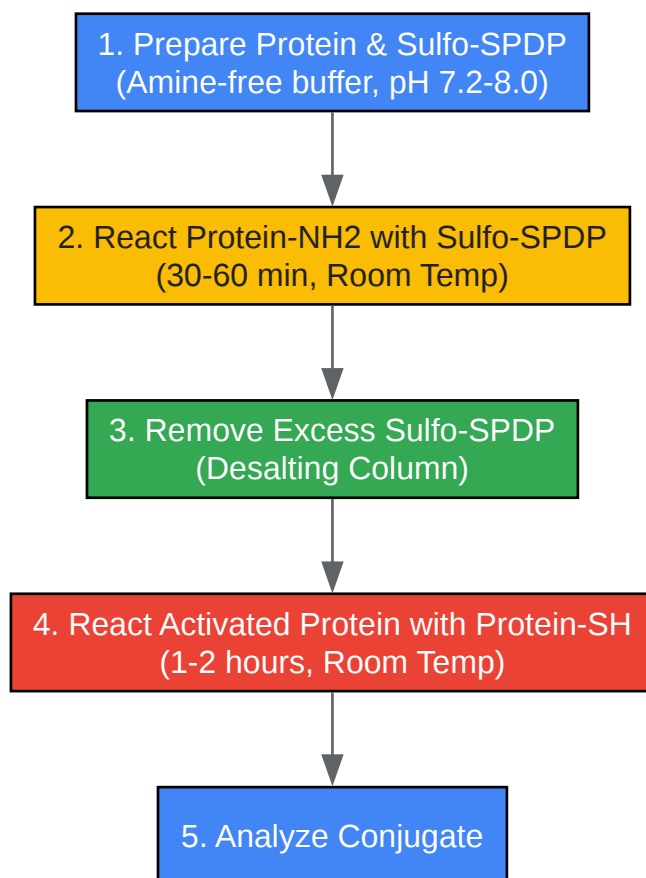 1. Prepare Protein & Sulfo-SPDP
(Amine-free buffer, pH 7.2-8.0)
2. React Protein-NH2 with Sulfo-SPDP
(30-60 min, Room Temp)
3. Remove Excess Sulfo-SPDP
(Desalting Column)
4. React Activated Protein with Protein-SH
(1-2 hours, Room Temp)
5. Analyze Conjugate